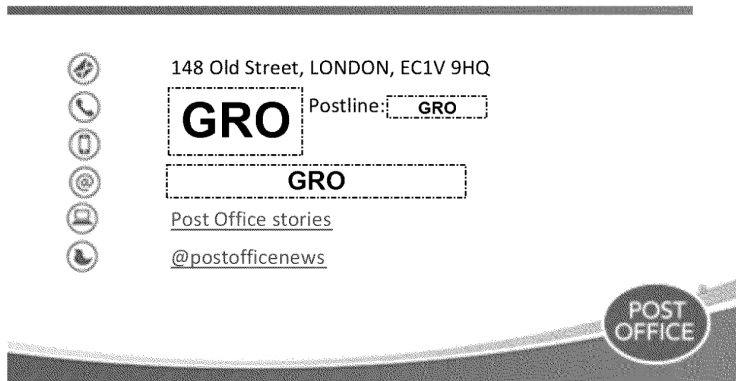 148 Old Street, LONDON, EC1V 9HQ
GRO Postline: GRO
GRO
Post Office stories
@postofficenews
POST
OFFICE